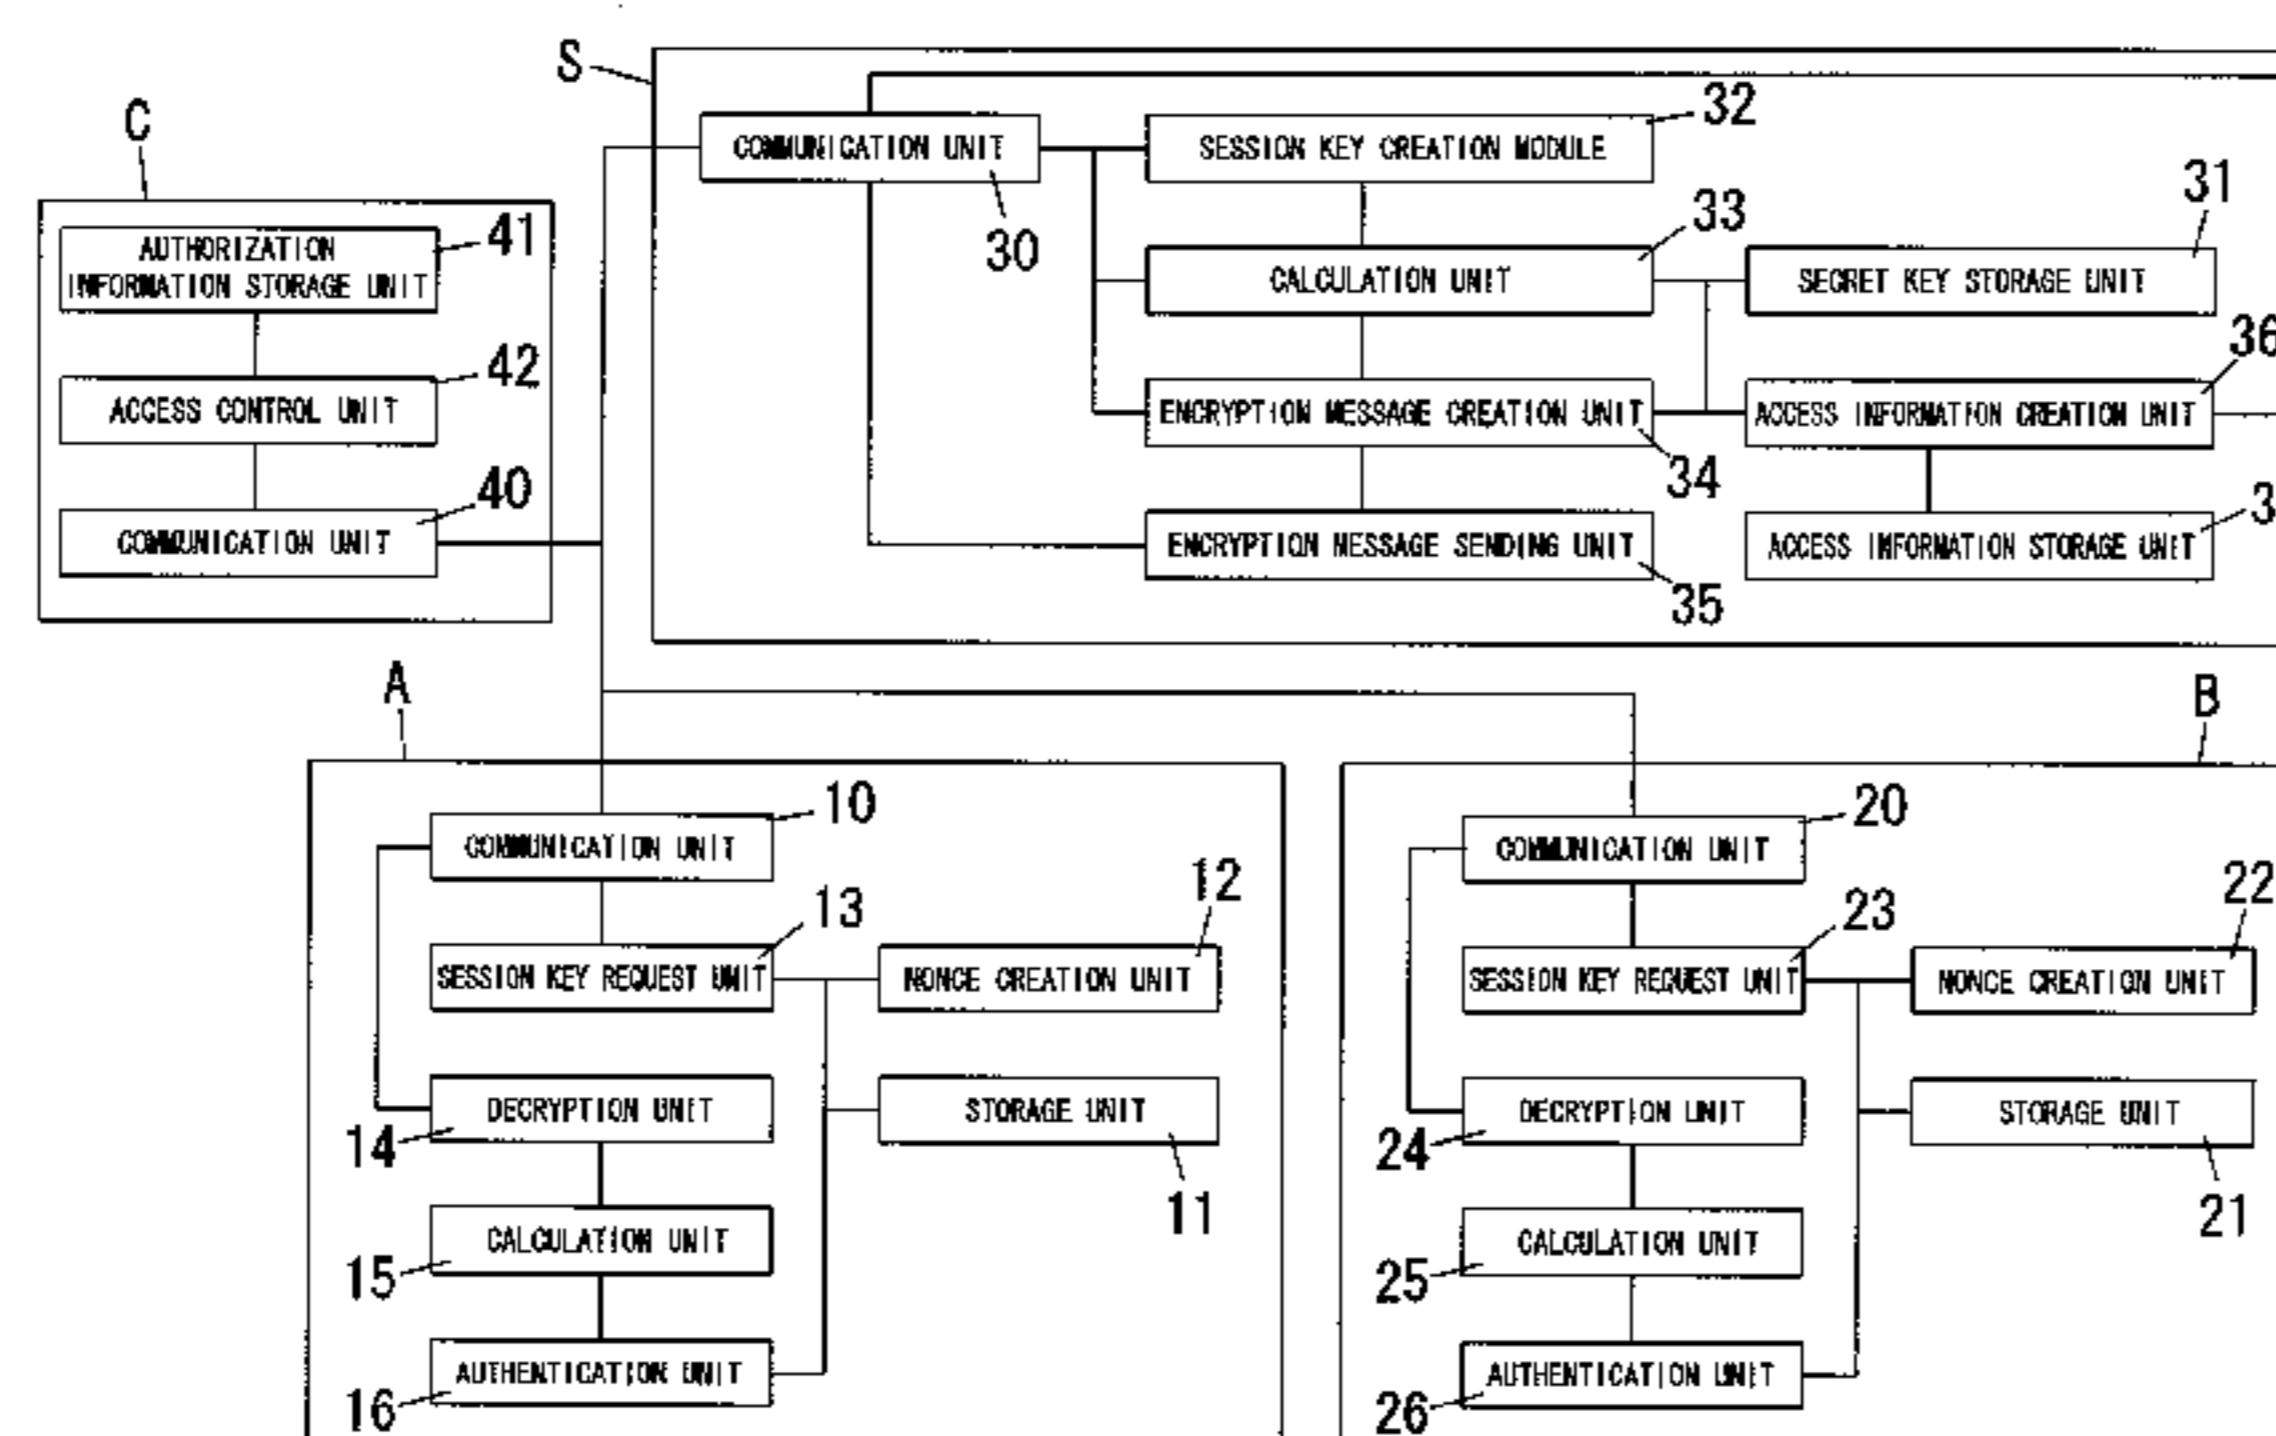 S
32
C
COMMUNICATION UNIT
SESSION KEY CREATION MODULE
31
33
41
AUTHORIZATION
INFORMATION STORAGE UNIT
30
CALCULATION UNIT
SECRET KEY STORAGE UNIT
36
42
ACCESS CONTROL UNIT
ENCRYPTION MESSAGE CREATION UNIT
ACCESS INFORMATION CREATION UNIT
34
40
3
COMMUNICATION UNIT
ENCRYPTION MESSAGE SENDING UNIT
ACCESS INFORMATION STORAGE UNIT
35
A
B
10
20
COMMUNICATION UNIT
COMMUNICATION UNIT
12
22
13
23
SESSION KEY REQUEST UNIT
NONCE CREATION UNIT
SESSION KEY REQUEST UNIT
NONCE CREATION UNIT
DECRYPTION UNIT
STORAGE UNIT
DECRYPTION UNIT
STORAGE UNIT
14
24
11
21
CALCULATION UNIT
CALCULATION UNIT
15
25
AUTHENTICATION UNIT
AUTHENTICATION UNIT
16
26